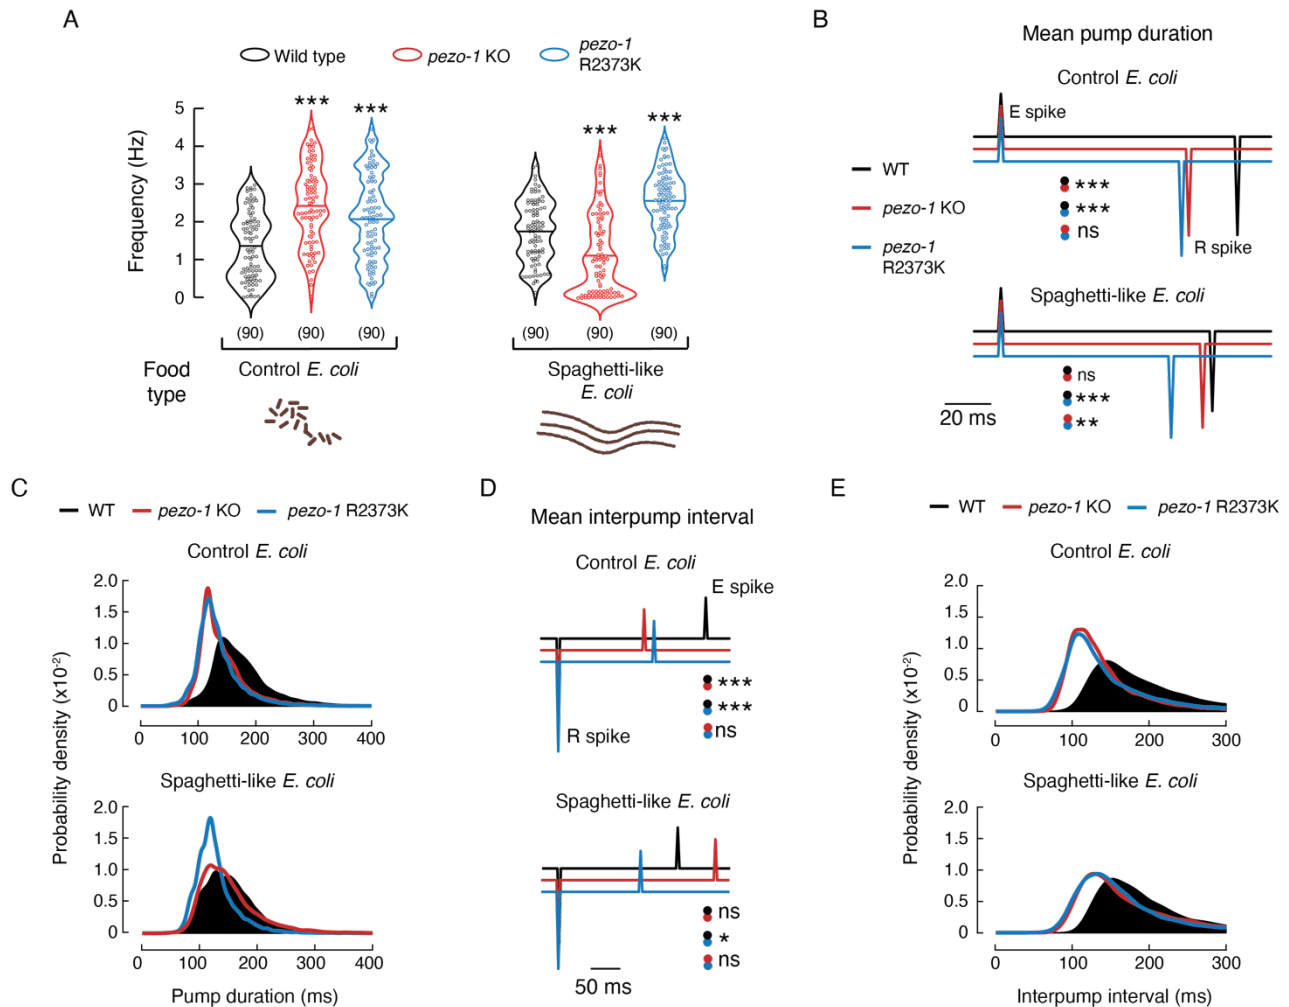 A
Wild type
pezo-1 KO
pezo-1
R2373K
Frequency (Hz)
5
4
3
2
1
0
***
***
***
***
(90)
(90)
(90)
(90)
(90)
(90)
Food
type
Control E. coli
Spaghetti-like
E. coli
B
Mean pump duration
Control E. coli
E spike
WT
pezo-1 KO
pezo-1
R2373K
***
***
ns
R spike
Spaghetti-like E. coli
ns
***
**
20 ms
C
WT
pezo-1 KO
pezo-1 R2373K
Control E. coli
2.0
1.5
1.0
0.5
0
0
100
200
300
400
Spaghetti-like E. coli
2.0
1.5
1.0
0.5
0
0
100
200
300
400
Probability density (x10⁻²)
Pump duration (ms)
D
Mean interpump interval
Control E. coli
E spike
***
***
ns
R spike
Spaghetti-like E. coli
ns
*
ns
50 ms
E
WT
pezo-1 KO
pezo-1 R2373K
Control E. coli
2.0
1.5
1.0
0.5
0
0
100
200
300
Spaghetti-like E. coli
2.0
1.5
1.0
0.5
0
0
100
200
300
Probability density (x10⁻²)
Interpump interval (ms)